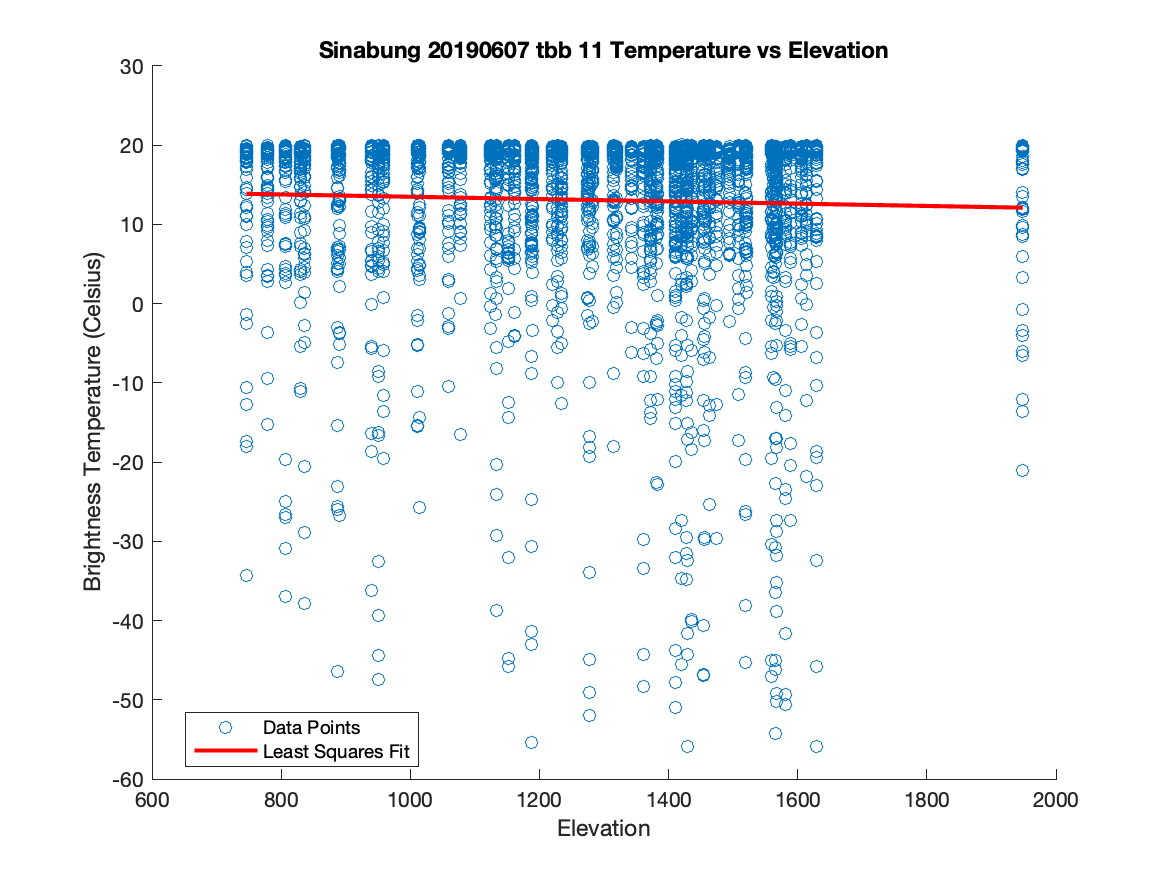 Sinabung 20190607 tbb 11 Temperature vs Elevation
30
20
10
0
-10
-20
-30
-40
-50
-60
Brightness Temperature (Celsius)
Data Points
Least Squares Fit
600 800 1000 1200 1400 1600 1800 2000
Elevation